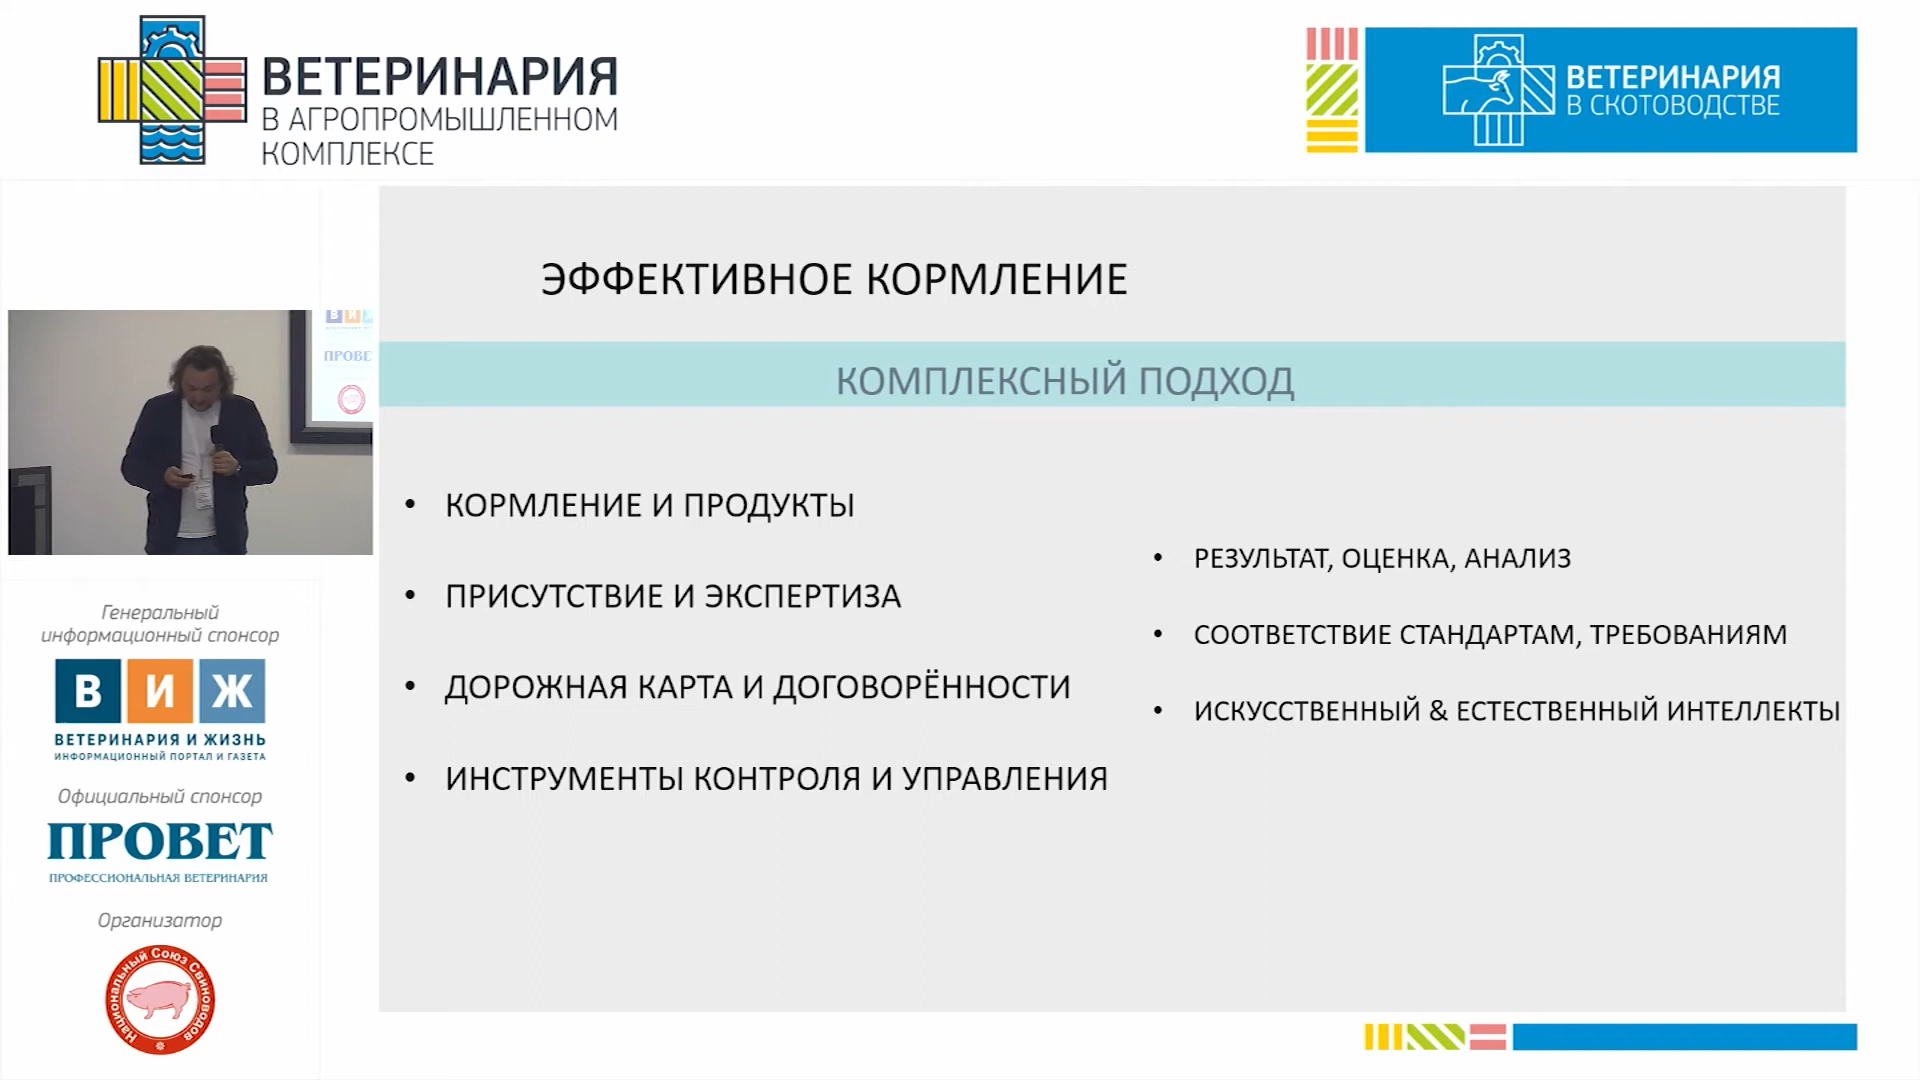 ВЕТЕРИНАРИЯ
В АГРОПРОМЫШЛЕННОМ
КОМПЛЕКСЕ
ВЕТЕРИНАРИЯ
В СКОТОВОДСТВЕ
ЭФФЕКТИВНОЕ КОРМЛЕНИЕ
КОМПЛЕКСНЫЙ ПОДХОД
• КОРМЛЕНИЕ И ПРОДУКТЫ
• ПРИСУТСТВИЕ И ЭКСПЕРТИЗА
• ДОРОЖНАЯ КАРТА И ДОГОВОРЁННОСТИ
• ИНСТРУМЕНТЫ КОНТРОЛЯ И УПРАВЛЕНИЯ
• РЕЗУЛЬТАТ, ОЦЕНКА, АНАЛИЗ
• СООТВЕТСТВИЕ СТАНДАРТАМ, ТРЕБОВАНИЯМ
• ИСКУССТВЕННЫЙ & ЕСТЕСТВЕННЫЙ ИНТЕЛЛЕКТЫ
ВИЖ
ПРОВЕ
Генеральный
информационный спонсор
ВИЖ
ВЕТЕРИНАРИЯ И ЖИЗНЬ
ИНФОРМАЦИОННЫЙ ПОРТАЛ И ГАЗЕТА
Официальный спонсор
ПРОВЕТ
ПРОФЕССИОНАЛЬНАЯ ВЕТЕРИНАРИЯ
Организатор
Национальный Союз Свиноводов